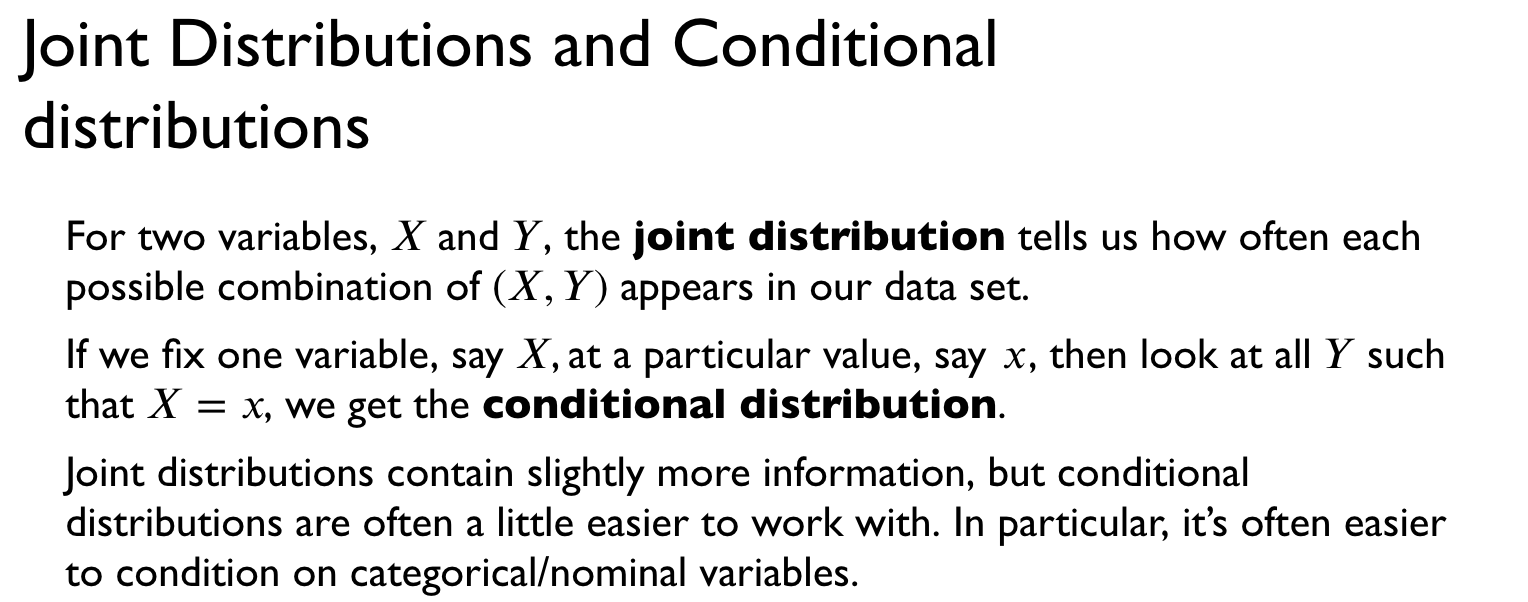 Joint Distributions and Conditional
distributions
For two variables, X and Y, the joint distribution tells us how often each
possible combination of (X, Y) appears in our data set.
If we fix one variable, say X, at a particular value, say x, then look at all Y such
that X = x, we get the conditional distribution.
Joint distributions contain slightly more information, but conditional
distributions are often a little easier to work with. In particular, it’s often easier
to condition on categorical/nominal variables.